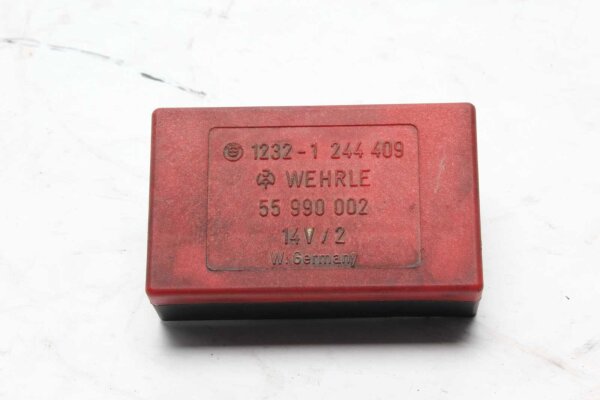 1232-1 244 409
WEHRLE
55 990 002
14V/2
W. Germany